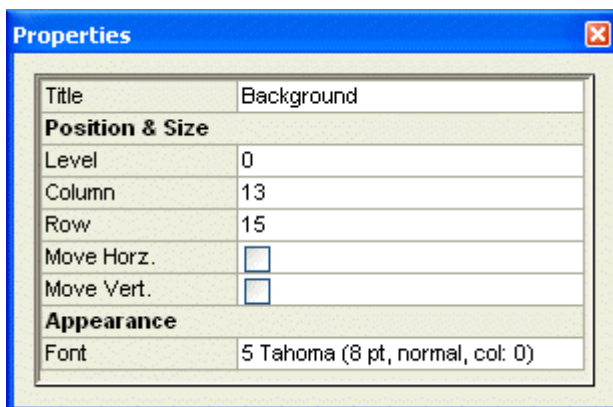 Properties
Title Background
Position & Size
Level 0
Column 13
Row 15
Move Horz.
Move Vert.
Appearance
Font 5 Tahoma (8 pt, normal, col: 0)